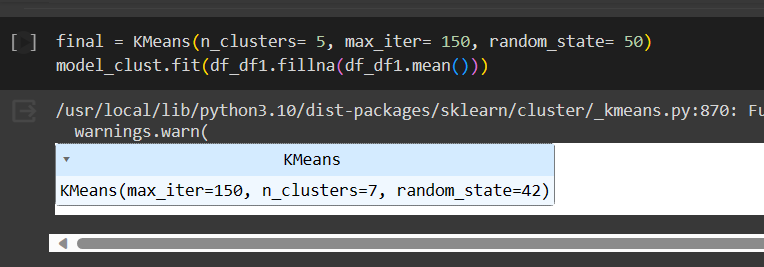 [ ] final = KMeans(n_clusters= 5, max_iter= 150, random_state= 50)
model_clust.fit(df_df1.fillna(df_df1.mean()))
/usr/local/lib/python3.10/dist-packages/sklearn/cluster/_kmeans.py:870: Fu
warnings.warn(
KMeans
KMeans(max_iter=150, n_clusters=7, random_state=42)